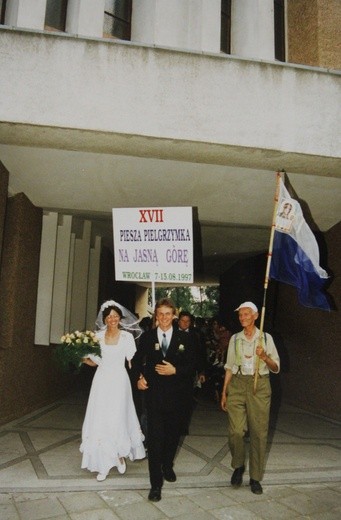 XVII
PIESZA PIELGRZYMKA
NA JASNĄ GÓRĘ
WROCŁAW 7-15.08.1997